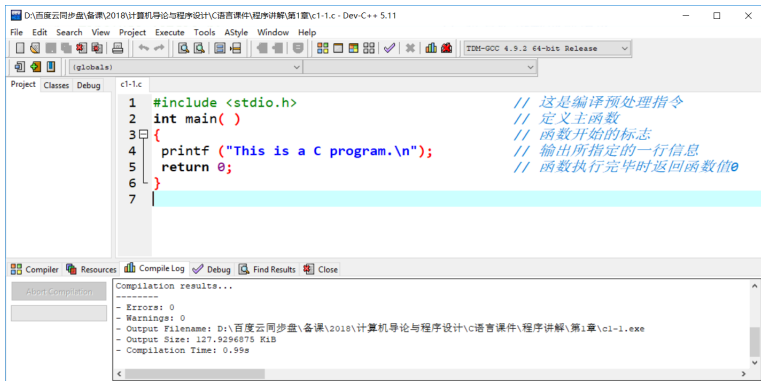 D:\百度云同步盘\备课\2018\计算机导论与程序设计\C语言课件\程序讲解\第1章\c1-1.c - Dev-C++ 5.11
File Edit Search View Project Execute Tools AStyle Window Help
TDM-GCC 4.9.2 64-bit Release
(globals)
Project Classes Debug c1-1.c
1 #include <stdio.h> // 这是编译预处理指令
2 int main( ) // 定义主函数
3 { // 函数开始的标志
4 printf ("This is a C program.\n"); // 输出所指定的一行信息
5 return 0; // 函数执行完毕时返回函数值0
6 }
7
Compiler Resources Compile Log Debug Find Results Close
Abort Compilation
Compilation results...
--------
- Errors: 0
- Warnings: 0
- Output Filename: D:\百度云同步盘\备课\2018\计算机导论与程序设计\C语言课件\程序讲解\第1章\c1-1.exe
- Output Size: 127.9296875 KiB
- Compilation Time: 0.99s